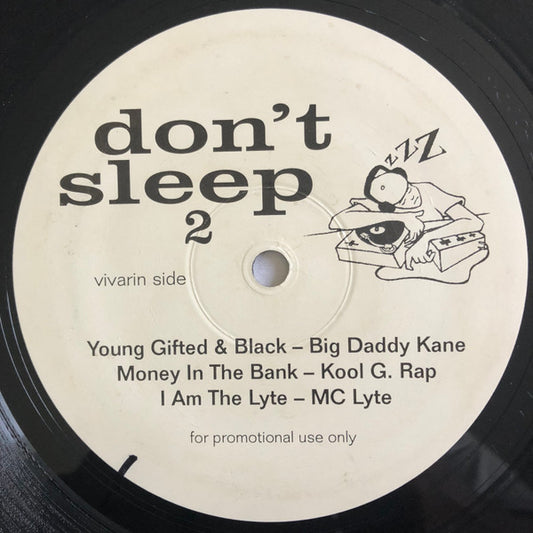 don't
sleep
2
zzZZ
vivarin side
Young Gifted & Black – Big Daddy Kane
Money In The Bank – Kool G. Rap
I Am The Lyte – MC Lyte
for promotional use only